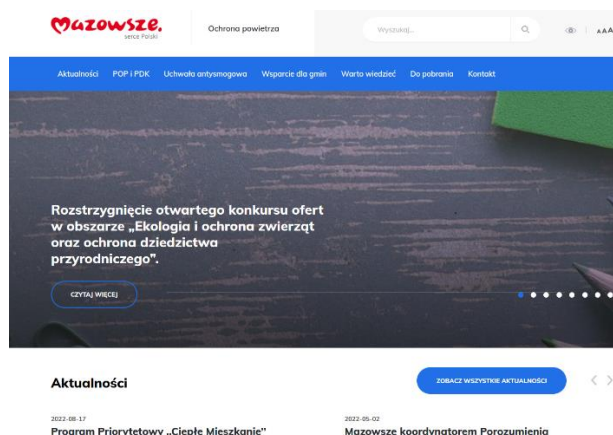 Mazowsze.
serce Polski
Ochrona powietrza
Wyszukaj...
A A A
Aktualności POP i PDK Uchwała antysmogowa Wsparcie dla gmin Warto wiedzieć Do pobrania Kontakt
Rozstrzygnięcie otwartego konkursu ofert
w obszarze „Ekologia i ochrona zwierząt
oraz ochrona dziedzictwa
przyrodniczego”.
CZYTAJ WIĘCEJ
Aktualności
ZOBACZ WSZYSTKIE AKTUALNOŚCI
2022-06-17
Program Priorytetowy „Ciepłe Mieszkanie”
2022-05-02
Mazowsze koordynatorem Porozumienia